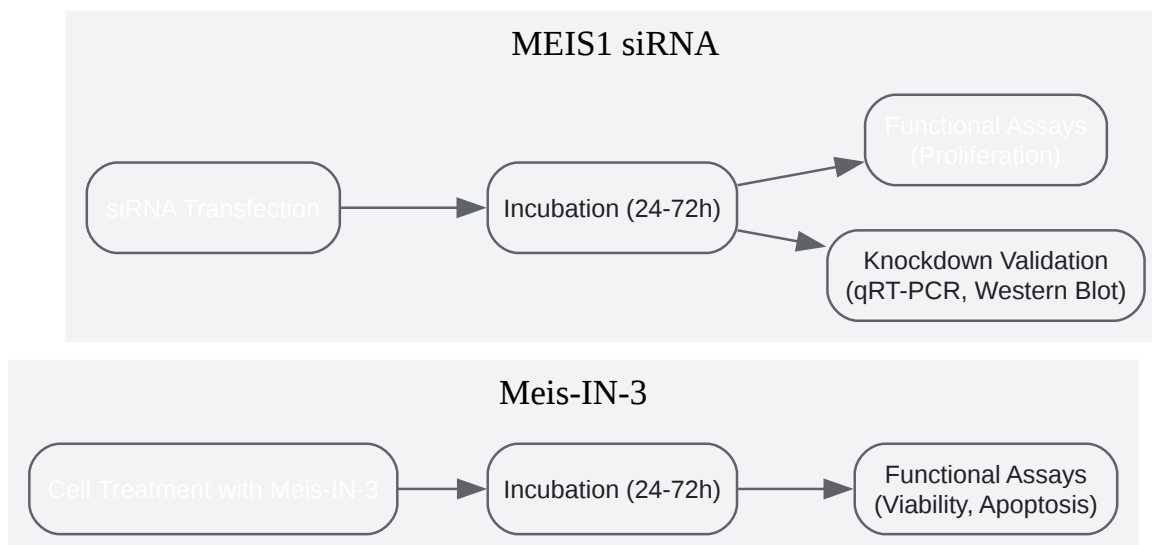 MEIS1 siRNA
siRNA Transfection
Incubation (24-72h)
Functional Assays
(Proliferation)
Knockdown Validation
(qRT-PCR, Western Blot)
Meis-IN-3
Cell Treatment with Meis-IN-3
Incubation (24-72h)
Functional Assays
(Viability, Apoptosis)